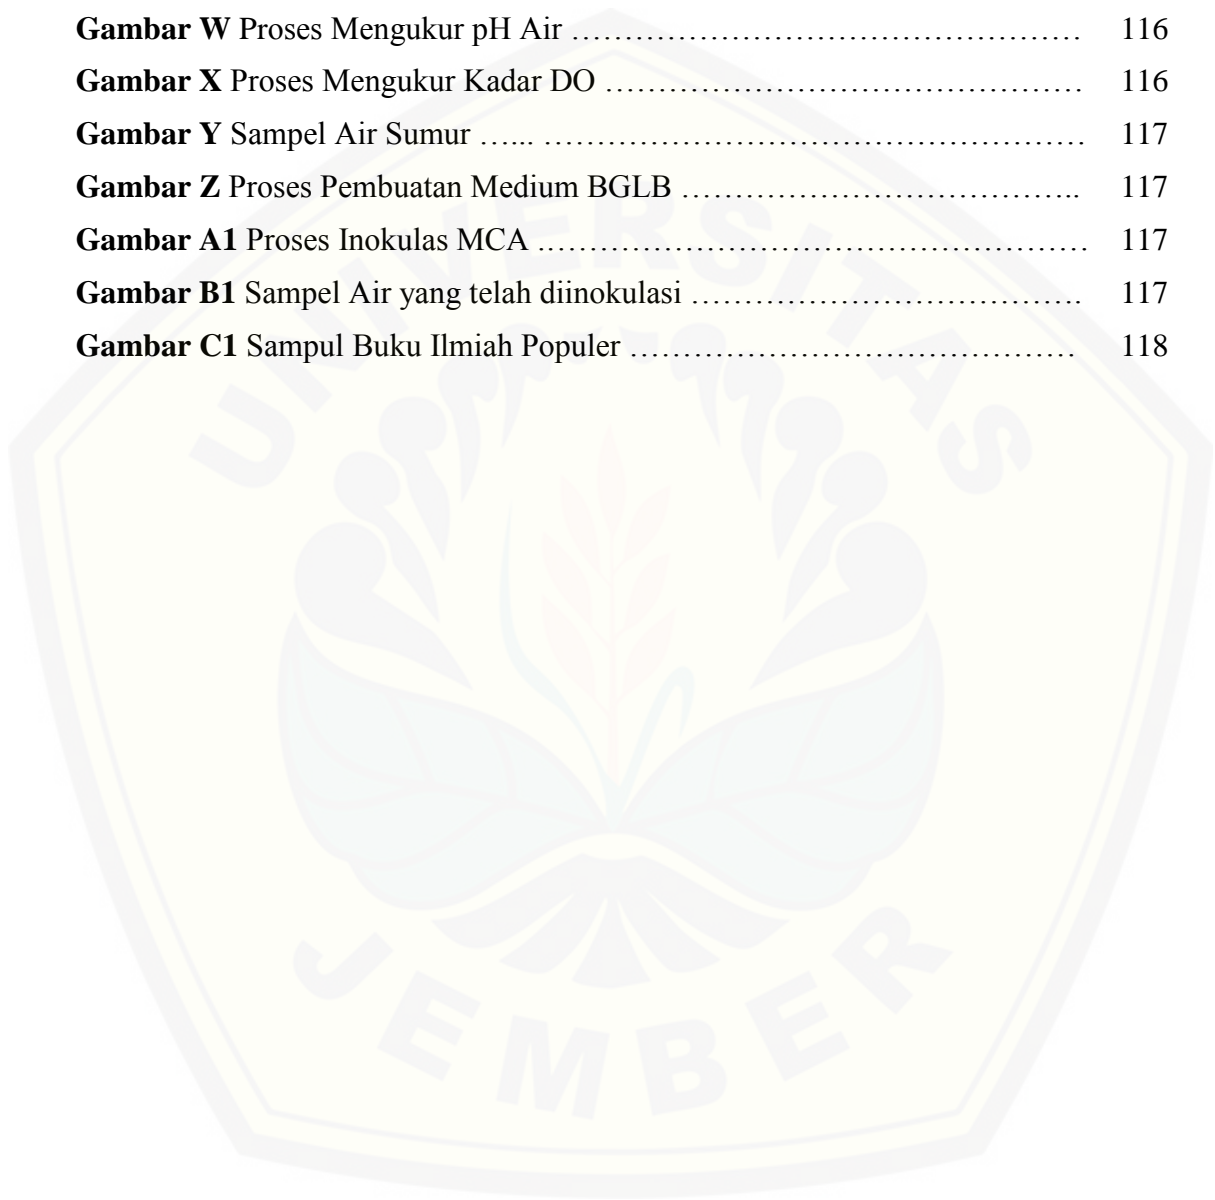 Gambar W Proses Mengukur pH Air ………………………………………… 116
Gambar X Proses Mengukur Kadar DO ……………………………………… 116
Gambar Y Sampel Air Sumur …... …………………………………………… 117
Gambar Z Proses Pembuatan Medium BGLB ……………………………….. 117
Gambar A1 Proses Inokulas MCA …………………………………………… 117
Gambar B1 Sampel Air yang telah diinokulasi ………………………………. 117
Gambar C1 Sampul Buku Ilmiah Populer …………………………………… 118
UNIVERSITAS
JEMBER